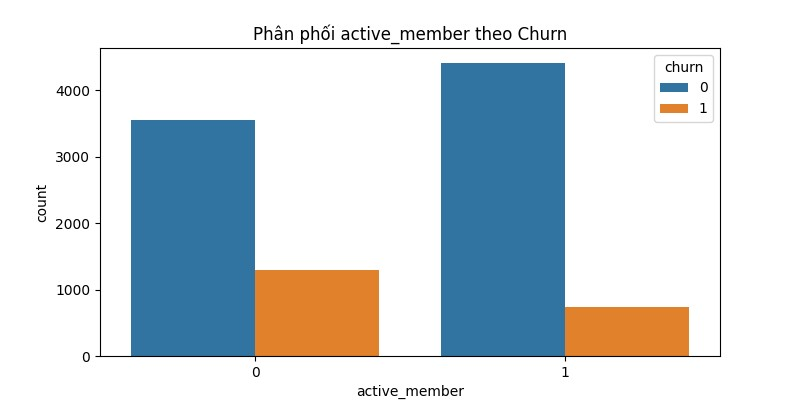 Phân phối active_member theo Churn
churn
0
1
4000
3000
2000
1000
0
count
0 1
active_member